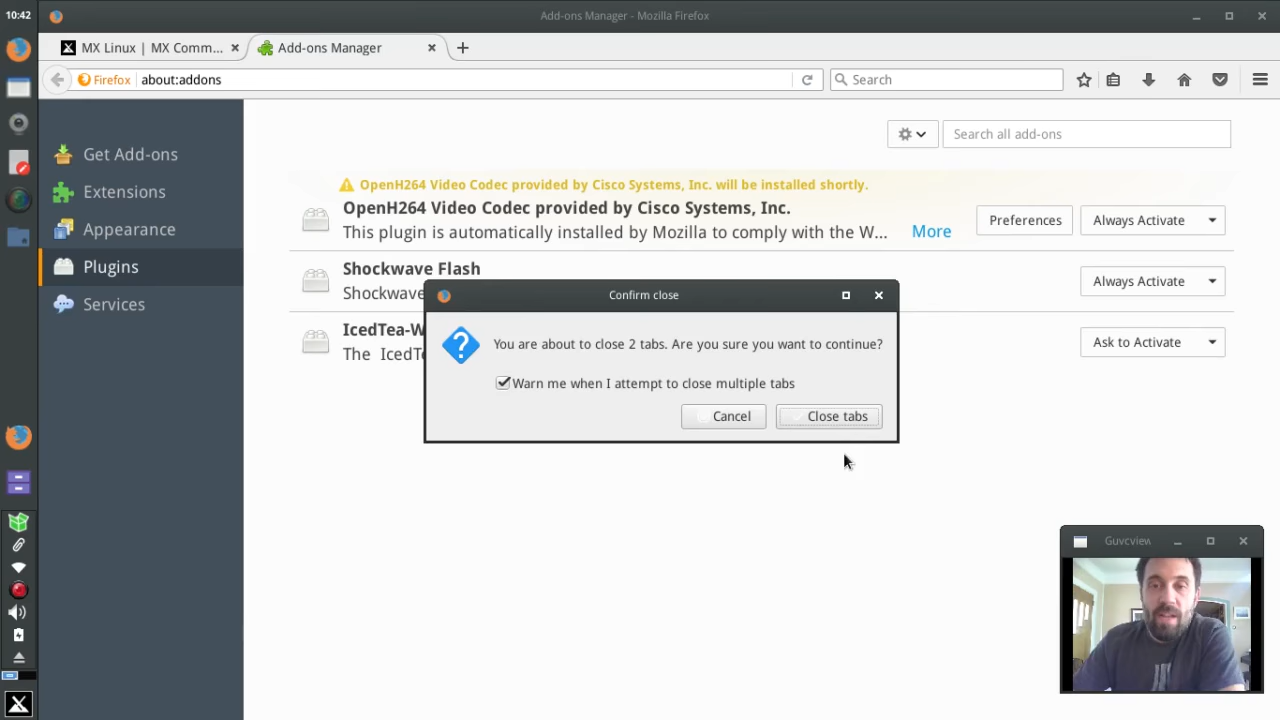 10:42
Add-ons Manager - Mozilla Firefox
MX Linux | MX Comm...
Add-ons Manager
Firefox
about:addons
Search
Search all add-ons
Get Add-ons
Extensions
Appearance
Plugins
Services
OpenH264 Video Codec provided by Cisco Systems, Inc. will be installed shortly.
OpenH264 Video Codec provided by Cisco Systems, Inc.
This plugin is automatically installed by Mozilla to comply with the W...
More
Preferences
Always Activate
Shockwave Flash
Shockwave
Always Activate
IcedTea-W
The IcedTe
Ask to Activate
Confirm close
You are about to close 2 tabs. Are you sure you want to continue?
Warn me when I attempt to close multiple tabs
Cancel
Close tabs
Guvcview